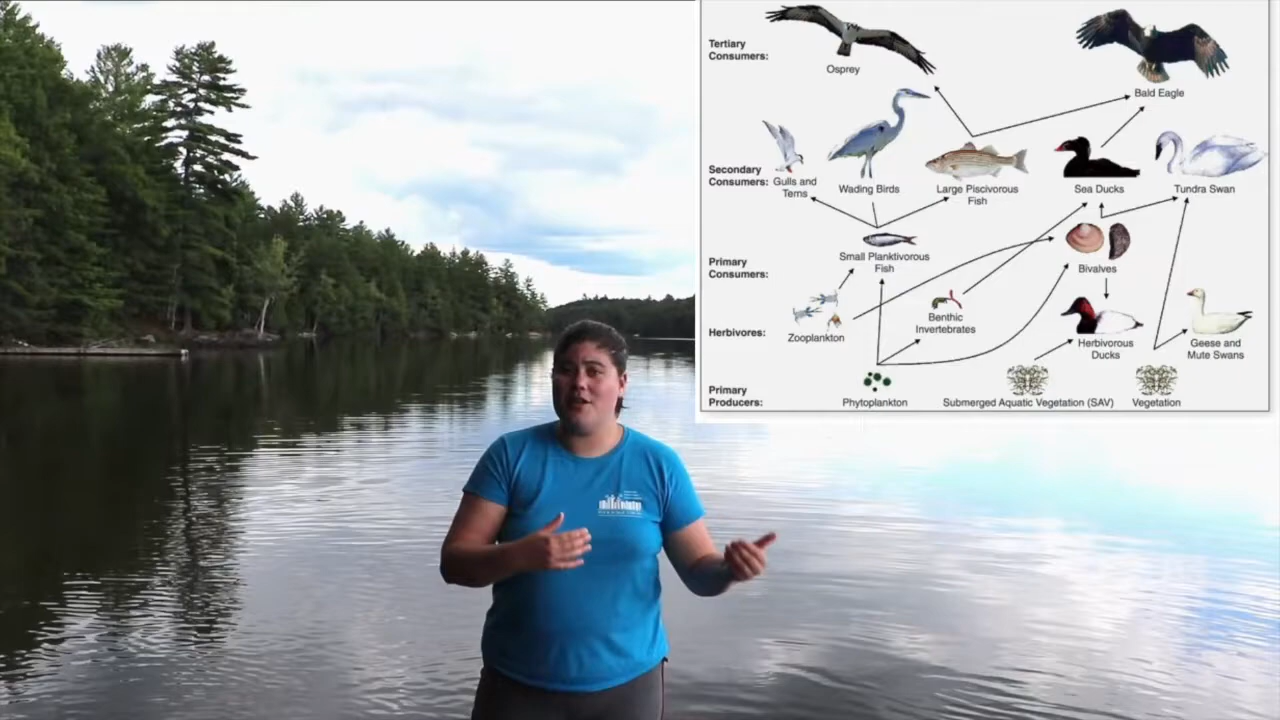 Tertiary
Consumers:
Osprey
Bald Eagle
Secondary
Consumers:
Gulls and
Terns
Wading Birds
Large Piscivorous
Fish
Sea Ducks
Tundra Swan
Primary
Consumers:
Small Planktivorous
Fish
Bivalves
Herbivores:
Zooplankton
Benthic
Invertebrates
Herbivorous
Ducks
Geese and
Mute Swans
Primary
Producers:
Phytoplankton
Submerged Aquatic Vegetation (SAV)
Vegetation